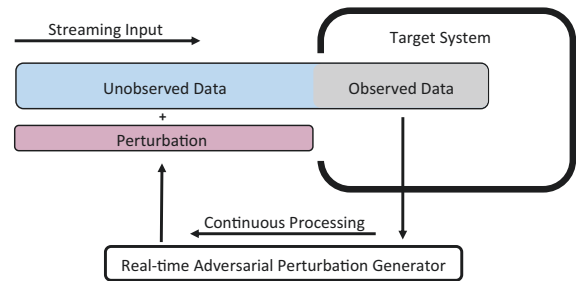 Streaming Input
Target System
Unobserved Data
Observed Data
+
Perturbation
Continuous Processing
Real-time Adversarial Perturbation Generator